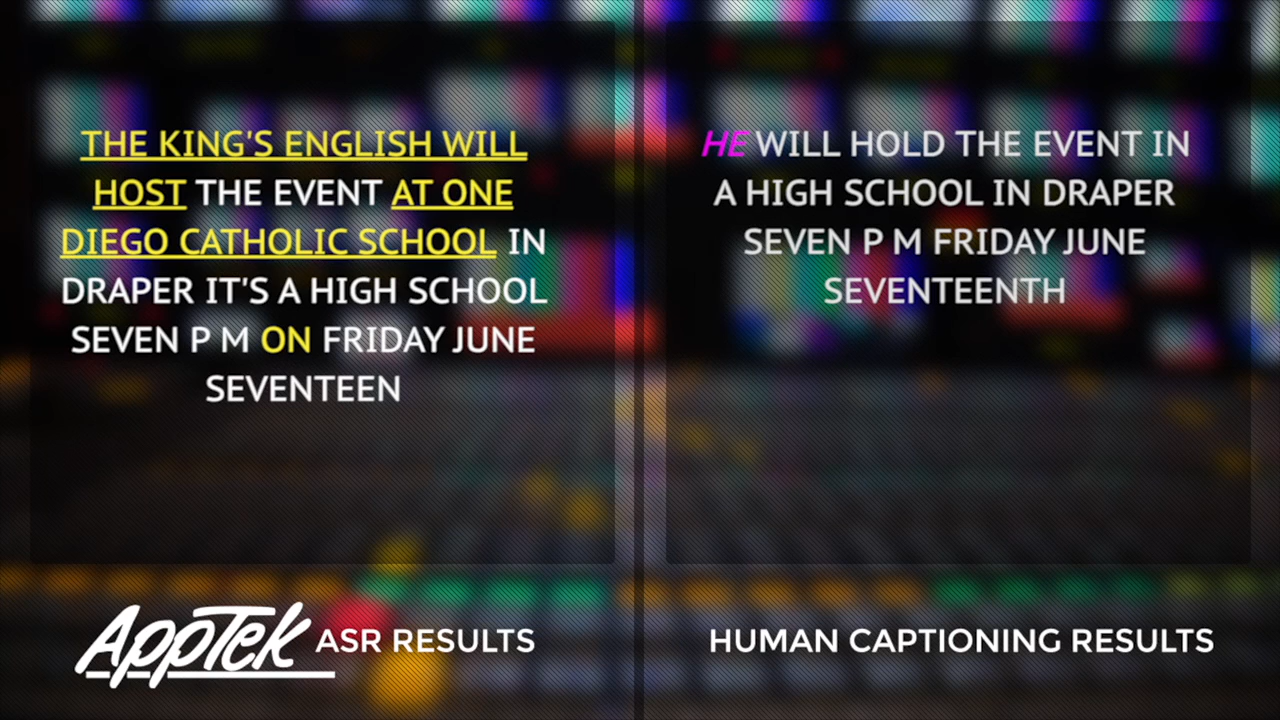 THE KING'S ENGLISH WILL
HOST THE EVENT AT ONE
DIEGO CATHOLIC SCHOOL IN
DRAPER IT'S A HIGH SCHOOL
SEVEN P M ON FRIDAY JUNE
SEVENTEEN
HE WILL HOLD THE EVENT IN
A HIGH SCHOOL IN DRAPER
SEVEN P M FRIDAY JUNE
SEVENTEENTH
AppTek ASR RESULTS
HUMAN CAPTIONING RESULTS